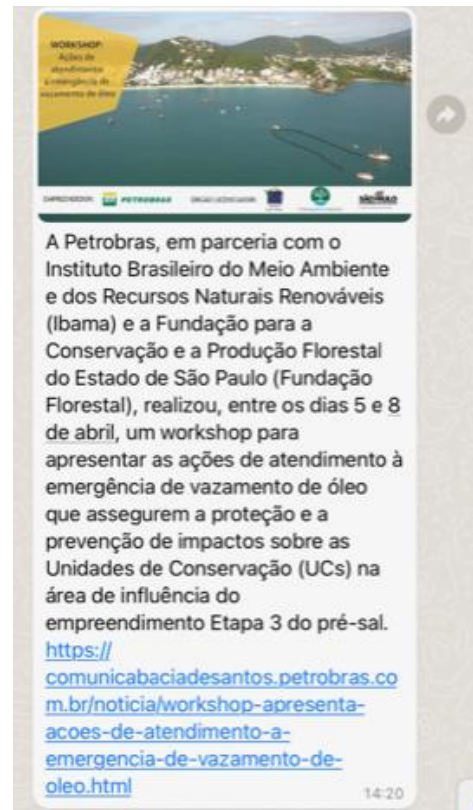 WORKSHOP:
Ações de
atendimento
a emergência de
vazamento de óleo
EMPREENDEDOR:
PETROBRAS
ÓRGÃO LICENCIADOR:
SÃO PAULO
A Petrobras, em parceria com o
Instituto Brasileiro do Meio Ambiente
e dos Recursos Naturais Renováveis
(Ibama) e a Fundação para a
Conservação e a Produção Florestal
do Estado de São Paulo (Fundação
Florestal), realizou, entre os dias 5 e 8
de abril, um workshop para
apresentar as ações de atendimento à
emergência de vazamento de óleo
que assegurem a proteção e a
prevenção de impactos sobre as
Unidades de Conservação (UCs) na
área de influência do
empreendimento Etapa 3 do pré-sal.
https://
comunicabaciadesantos.petrobras.co
m.br/noticia/workshop-apresenta-
acoes-de-atendimento-a-
emergencia-de-vazamento-de-
oleo.html
14:20